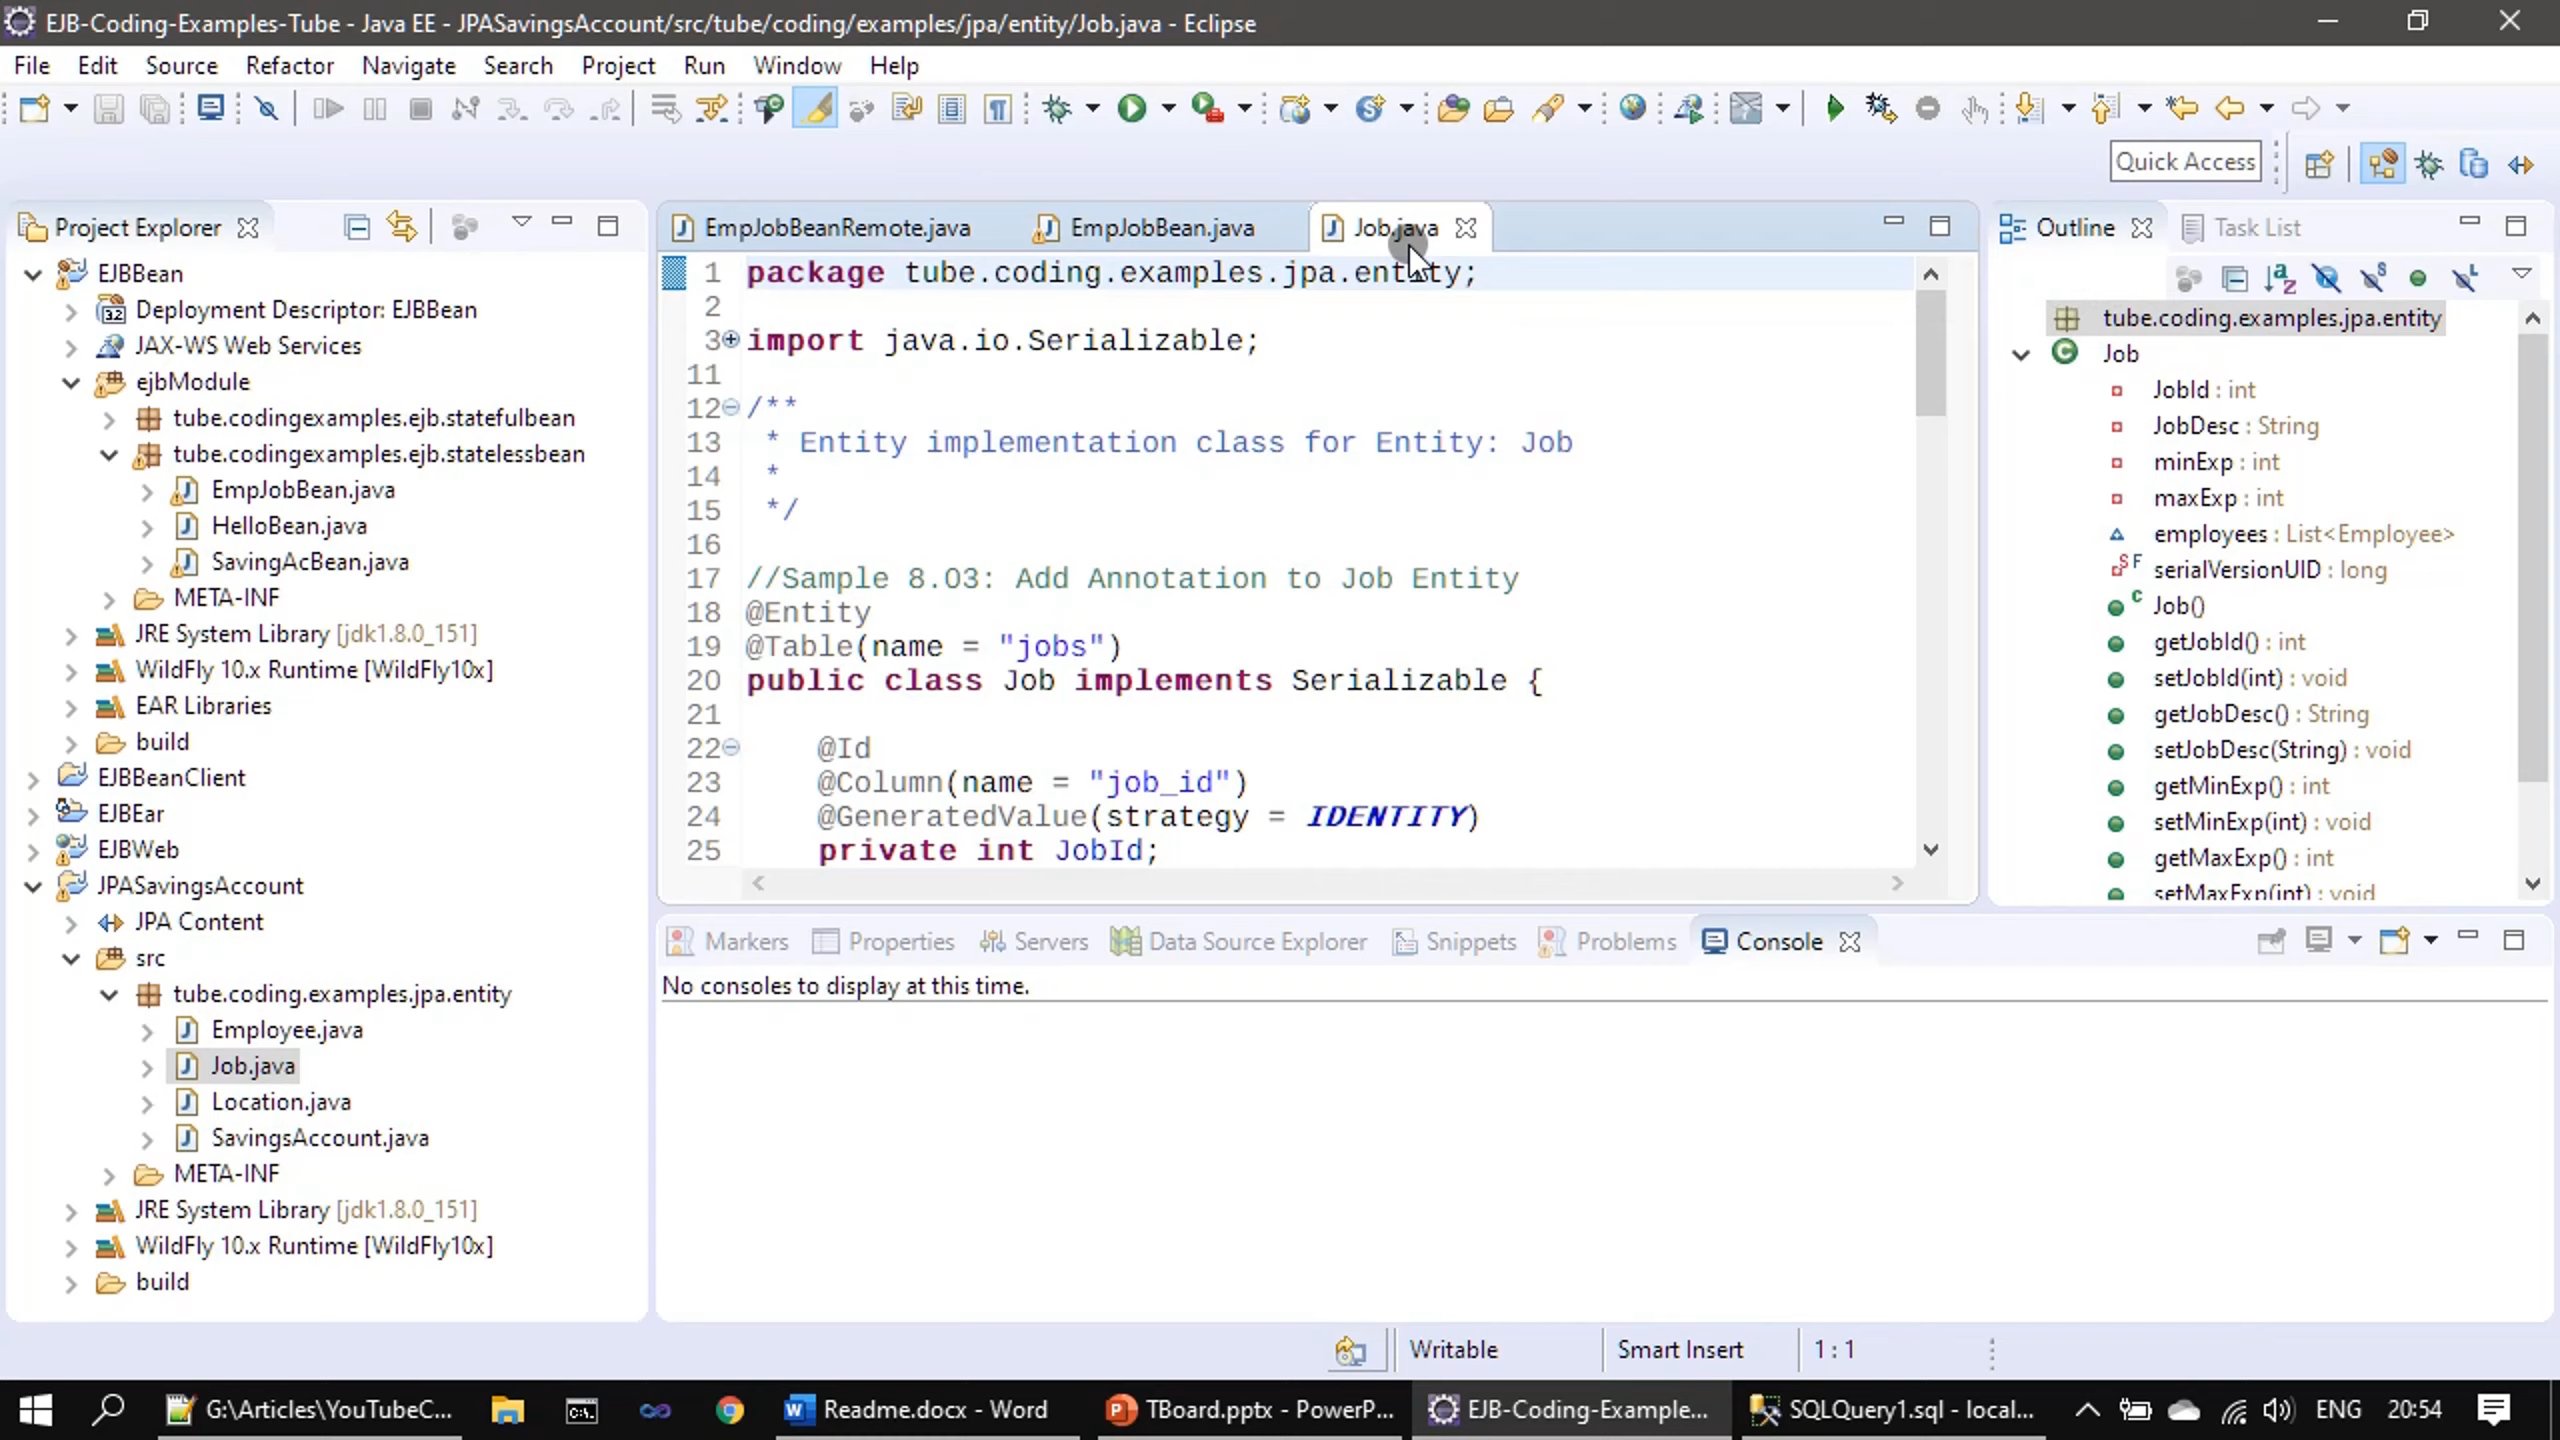 EJB-Coding-Examples-Tube - Java EE - JPASavingsAccount/src/tube/coding/examples/jpa/entity/Job.java - Eclipse
File Edit Source Refactor Navigate Search Project Run Window Help
Quick Access
Project Explorer
EJBBean
Deployment Descriptor: EJBBean
JAX-WS Web Services
ejbModule
tube.codingexamples.ejb.statefulbean
tube.codingexamples.ejb.statelessbean
EmpJobBean.java
HelloBean.java
SavingAcBean.java
META-INF
JRE System Library [jdk1.8.0_151]
WildFly 10.x Runtime [WildFly10x]
EAR Libraries
build
EJBBeanClient
EJBEar
EJBWeb
JPASavingsAccount
JPA Content
src
tube.coding.examples.jpa.entity
Employee.java
Job.java
Location.java
SavingsAccount.java
META-INF
JRE System Library [jdk1.8.0_151]
WildFly 10.x Runtime [WildFly10x]
build
EmpJobBeanRemote.java EmpJobBean.java Job.java
1 package tube.coding.examples.jpa.entity;
2
3 import java.io.Serializable;
11
12 /**
13 * Entity implementation class for Entity: Job
14 *
15 */
16
17 //Sample 8.03: Add Annotation to Job Entity
18 @Entity
19 @Table(name = "jobs")
20 public class Job implements Serializable {
21
22 @Id
23 @Column(name = "job_id")
24 @GeneratedValue(strategy = IDENTITY)
25 private int JobId;
Outline Task List
tube.coding.examples.jpa.entity
Job
JobId : int
JobDesc : String
minExp : int
maxExp : int
employees : List<Employee>
serialVersionUID : long
Job()
getJobId() : int
setJobId(int) : void
getJobDesc() : String
setJobDesc(String) : void
getMinExp() : int
setMinExp(int) : void
getMaxExp() : int
setMaxExp(int) : void
Markers Properties Servers Data Source Explorer Snippets Problems Console
No consoles to display at this time.
Writable Smart Insert 1 : 1
G:\Articles\YouTubeC... Readme.docx - Word TBoard.pptx - PowerP... EJB-Coding-Example... SQLQuery1.sql - local... ENG 20:54